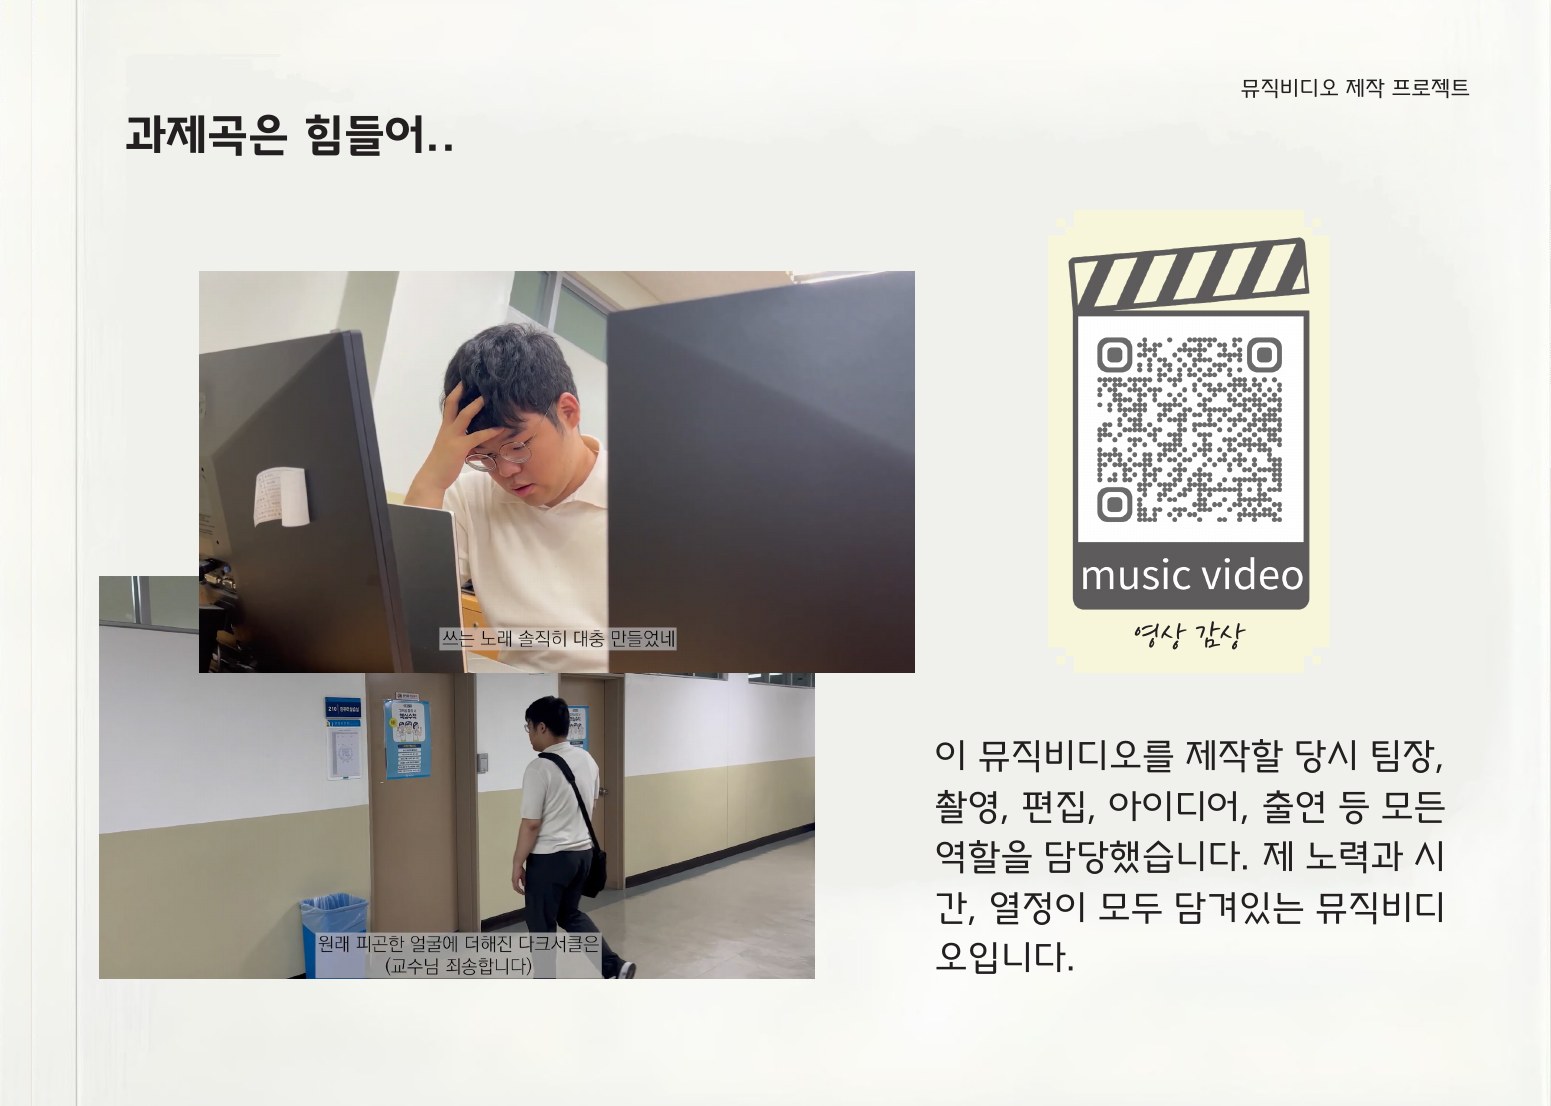 뮤직비디오 제작 프로젝트
과제곡은 힘들어..
쓰는 노래 솔직히 대충 만들었네
210
원래 피곤한 얼굴에 더해진 다크서클은
(교수님 죄송합니다)
music video
영상 감상
이 뮤직비디오를 제작할 당시 팀장,
촬영, 편집, 아이디어, 출연 등 모든
역할을 담당했습니다. 제 노력과 시
간, 열정이 모두 담겨있는 뮤직비디
오입니다.